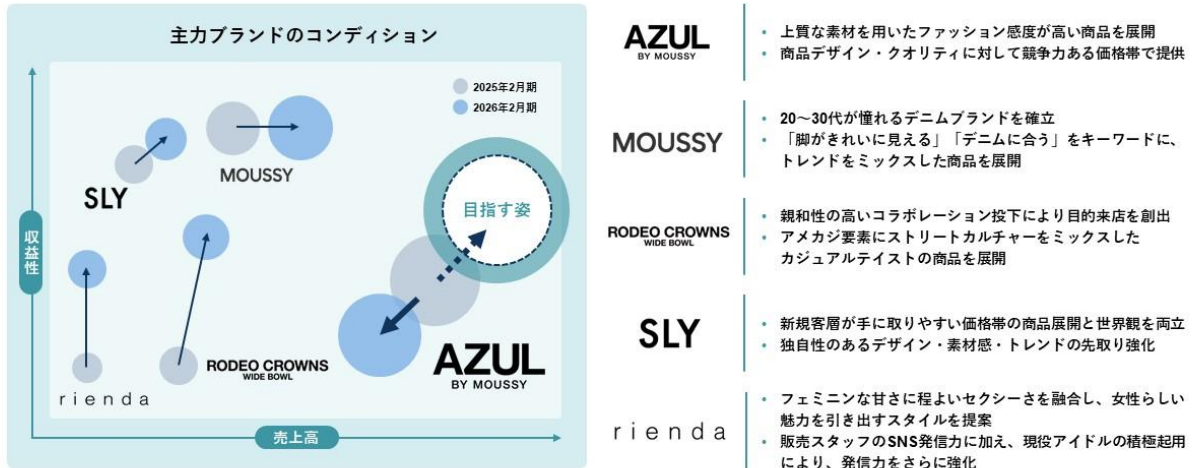 主力ブランドのコンディション
2025年2月期
2026年2月期
SLY
MOUSSY
目指す姿
収益性
RODEO CROWNS
WIDE BOWL
AZUL
BY MOUSSY
rienda
売上高
AZUL
BY MOUSSY
• 上質な素材を用いたファッション感度が高い商品を展開
• 商品デザイン・クオリティに対して競争力ある価格帯で提供
MOUSSY
• 20～30代が憧れるデニムブランドを確立
• 「脚がきれいに見える」「デニムに合う」をキーワードに、
トレンドをミックスした商品を展開
RODEO CROWNS
WIDE BOWL
• 親和性の高いコラボレーション投下により目的来店を創出
• アメカジ要素にストリートカルチャーをミックスした
カジュアルテイストの商品を展開
SLY
• 新規客層が手に取りやすい価格帯の商品展開と世界観を両立
• 独自性のあるデザイン・素材感・トレンドの先取り強化
rienda
• フェミニンな甘さに程よいセクシーさを融合し、女性らしい
魅力を引き出すスタイルを提案
• 販売スタッフのSNS発信力に加え、現役アイドルの積極起用
により、発信力をさらに強化